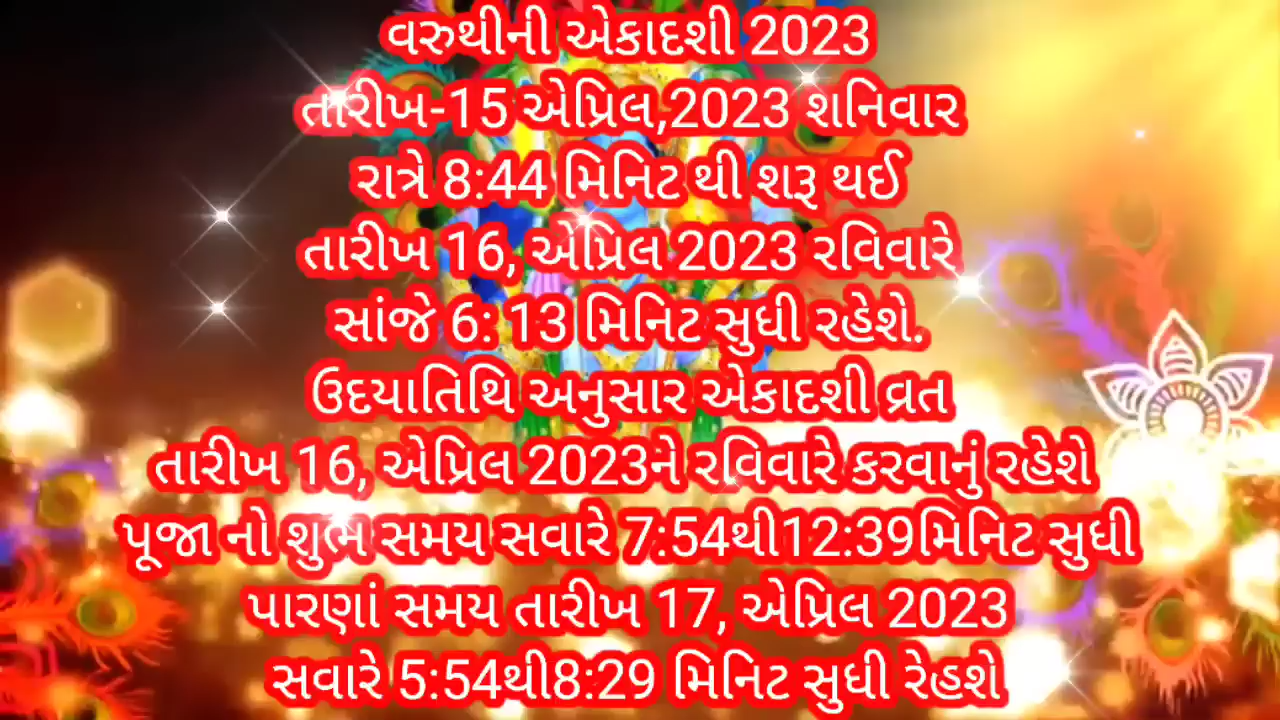 વરુથીની એકાદશી 2023
તારીખ-15 એપ્રિલ,2023 શનિવાર
રાત્રે 8:44 મિનિટ થી શરૂ થઈ
તારીખ 16, એપ્રિલ 2023 રવિવારે
સાંજે 6: 13 મિનિટ સુધી રહેશે.
ઉદયાતિથિ અનુસાર એકાદશી વ્રત
તારીખ 16, એપ્રિલ 2023ને રવિવારે કરવાનું રહેશે
પૂજા નો શુભ સમય સવારે 7:54થી12:39મિનિટ સુધી
પારણાં સમય તારીખ 17, એપ્રિલ 2023
સવારે 5:54થી8:29 મિનિટ સુધી રેહશે